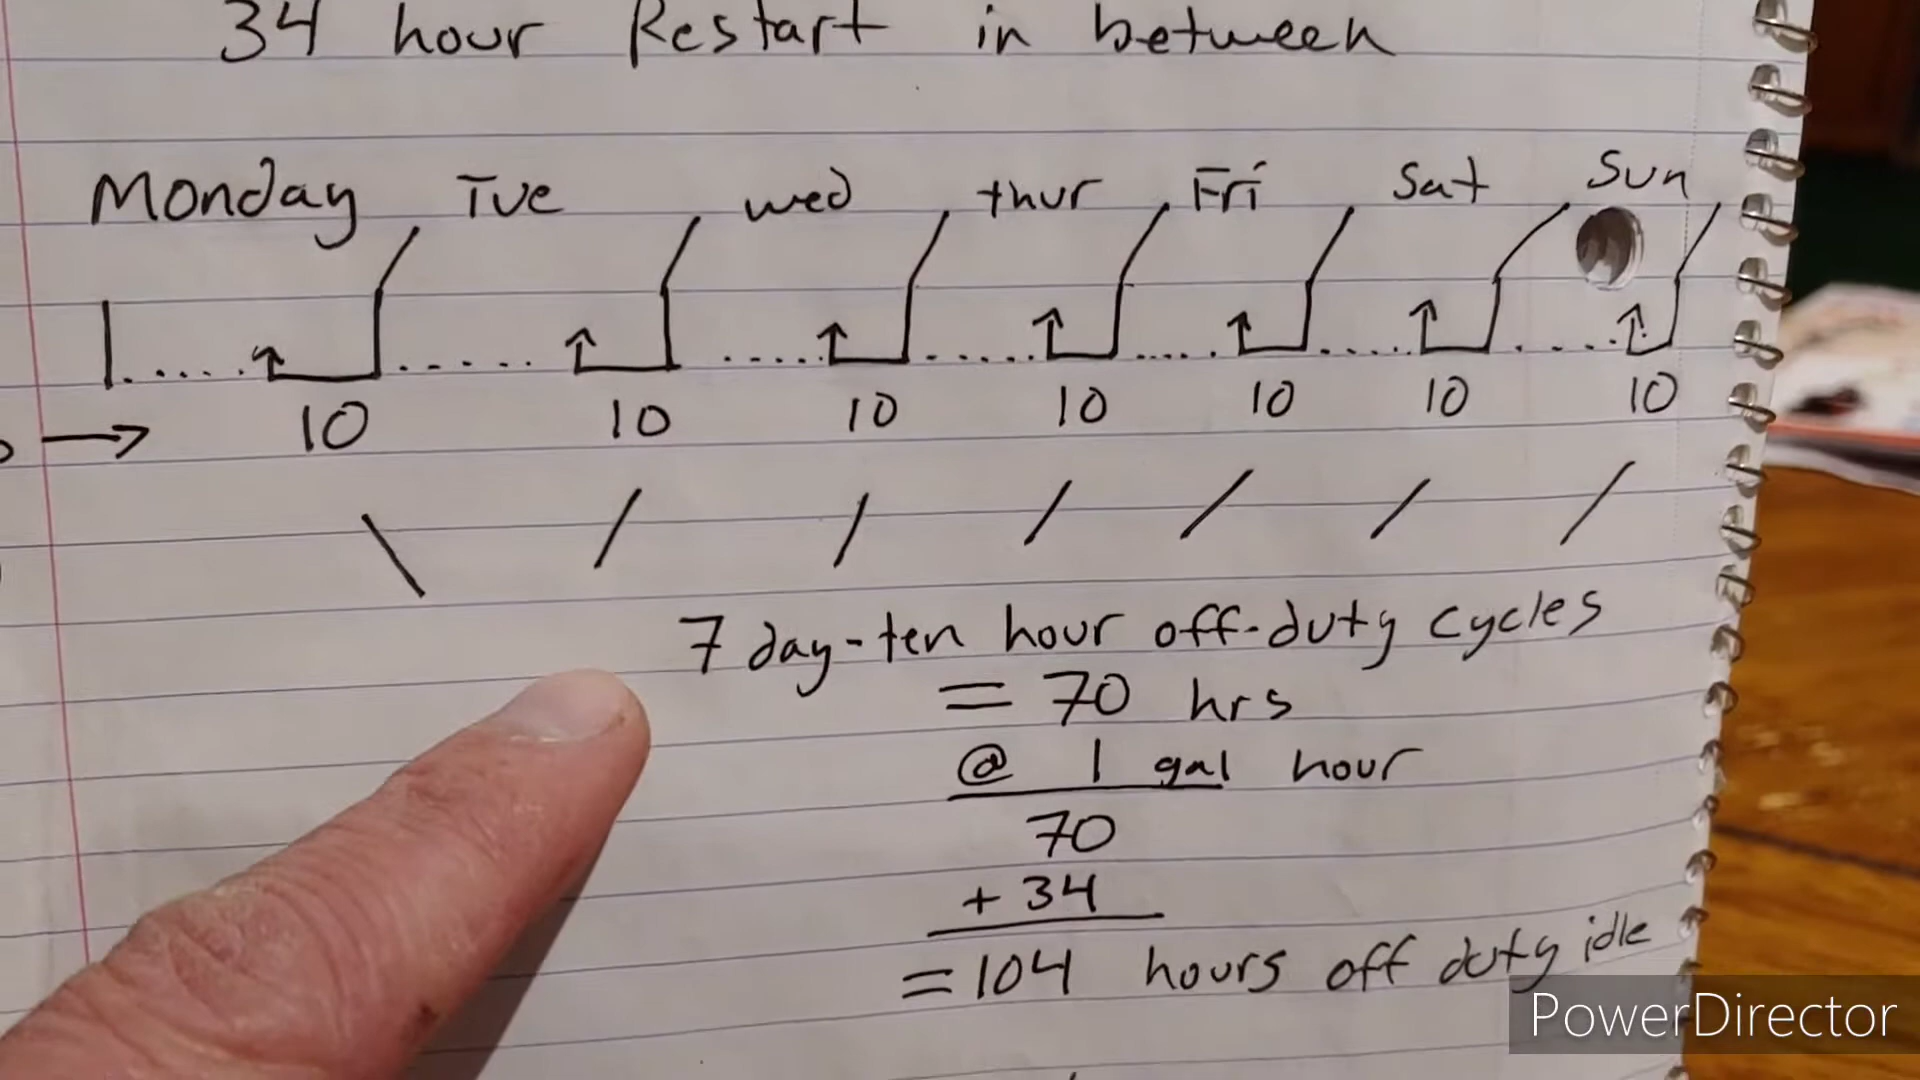 34 hour Restart in between
Monday Tue wed thur Fri Sat Sun
10 10 10 10 10 10 10
7 day-ten hour off-duty cycles
= 70 hrs
@ 1 gal hour
70
+ 34
= 104 hours off duty idle
PowerDirector